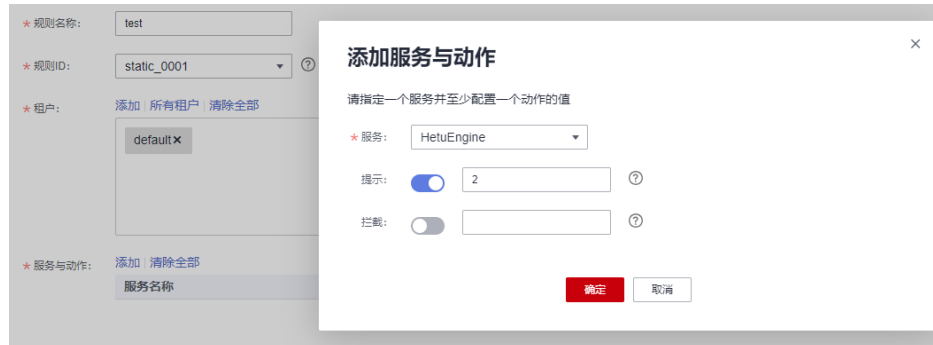 * 规则名称: test
* 规则ID: static_0001
* 租户: 添加 | 所有租户 | 清除全部
default ×
* 服务与动作: 添加 | 清除全部
服务名称
×
添加服务与动作
请指定一个服务并至少配置一个动作的值
* 服务: HetuEngine
提示: 2 ?
拦截: ?
确定 取消